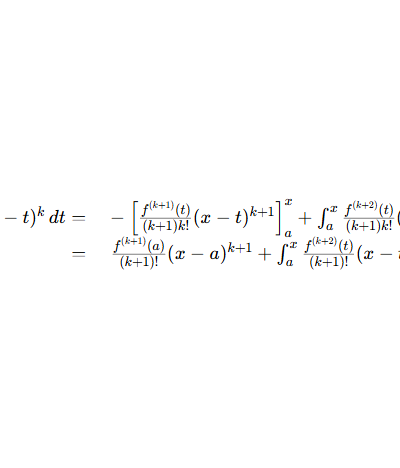 − t)^k dt = − [ f^{(k+1)}(t) / (k+1)k! (x − t)^{k+1} ]_a^x + ∫_a^x f^{(k+2)}(t) / (k+1)k! (
= f^{(k+1)}(a) / (k+1)! (x − a)^{k+1} + ∫_a^x f^{(k+2)}(t) / (k+1)! (x −